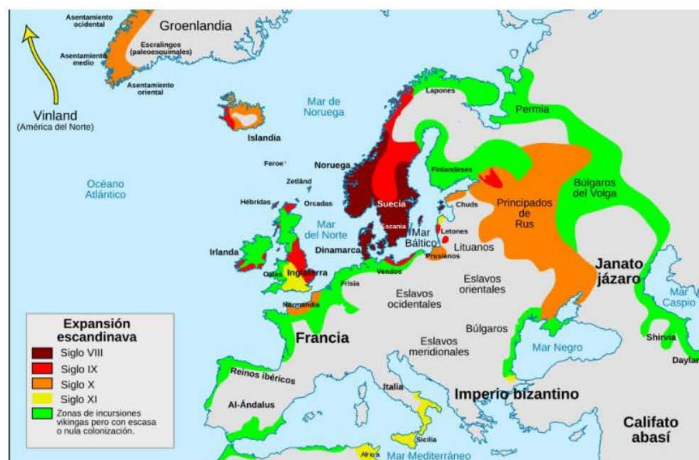 Asentamiento
occidental
Groenlandia
Asentamiento
medio
Escralingos
(paleoesquimales)
Asentamiento
oriental
Vinland
(América del Norte)
Mar de
Noruega
Lapones
Permia
Islandia
Feroe
Noruega
Finlandeses
Océano
Atlántico
Zetlánd
Hébridas
Orcadas
Suecia
Escania
Chuds
Principados
de Rus
Búlgaros
del Volga
Mar
del Norte
Mar
Báltico
Letones
Lituanos
Irlanda
Dinamarca
Prusianos
Gales
Inglaterra
Vendos
Frisia
Eslavos
orientales
Eslavos
occidentales
Janato
jázaro
Mar
Caspio
Normandía
Francia
Búlgaros
Eslavos
meridionales
Mar Negro
Shirvia
Daylam
Expansión
escandinava
Siglo VIII
Siglo IX
Siglo X
Siglo XI
Zonas de incursiones
vikingas pero con escasa
o nula colonización.
Reinos ibéricos
Al-Ándalus
Italia
Imperio bizantino
Califato
abasí
Sicilia
África
Mar Mediterráneo